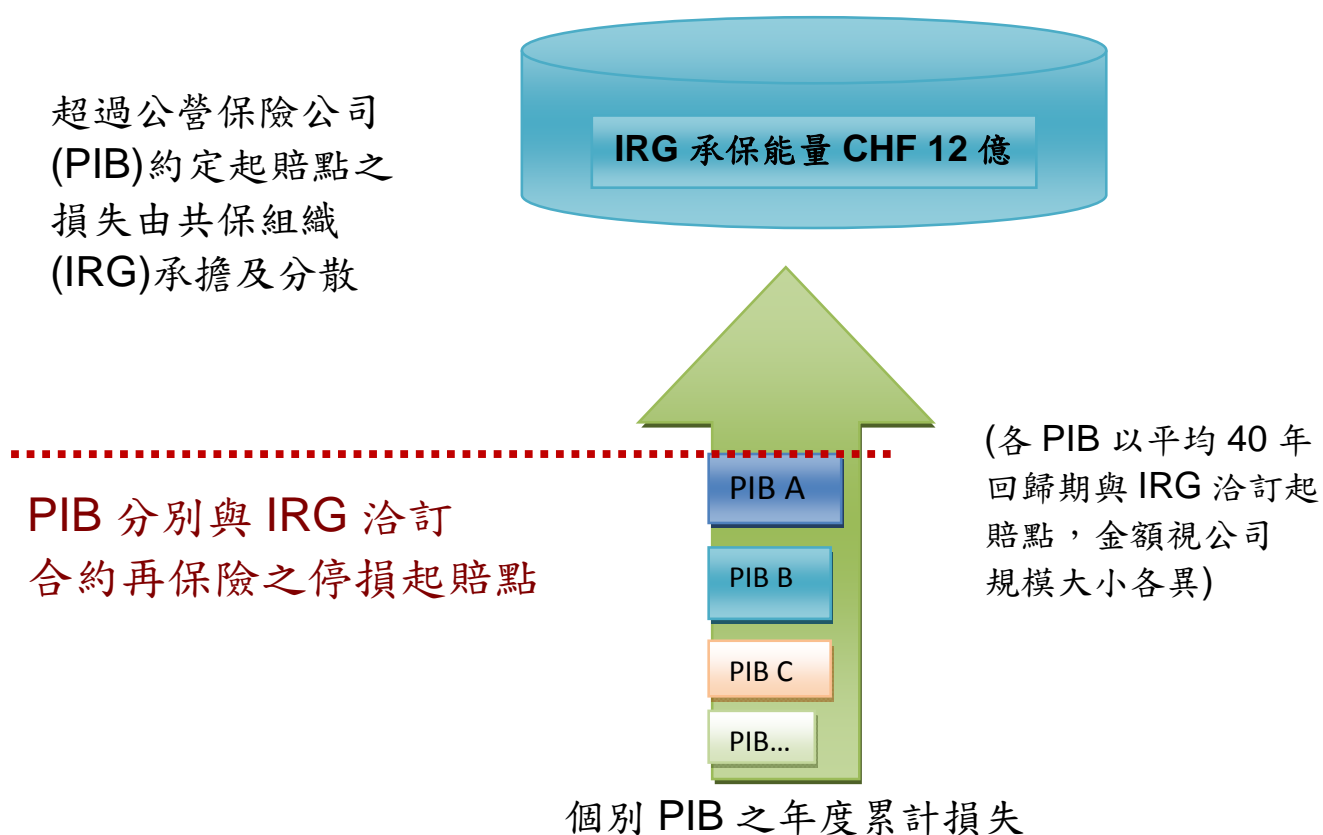 超過公營保險公司
(PIB)約定起賠點之
損失由共保組織
(IRG)承擔及分散
IRG 承保能量 CHF 12 億
PIB 分別與 IRG 洽訂
合約再保險之停損起賠點
PIB A
PIB B
PIB C
PIB...
(各 PIB 以平均 40 年
回歸期與 IRG 洽訂起
賠點，金額視公司
規模大小各異)
個別 PIB 之年度累計損失